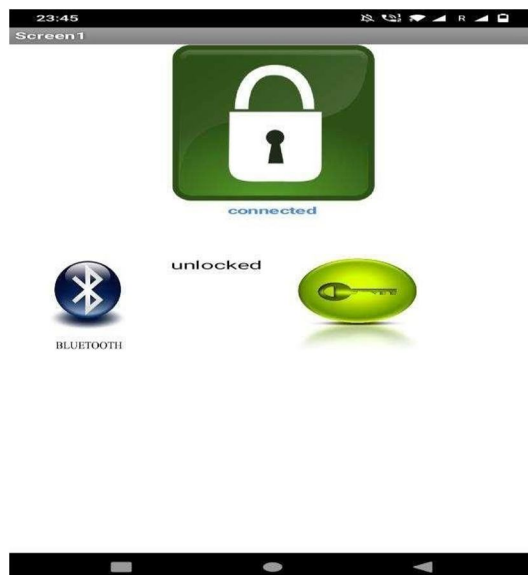 23:45
R
Screen1
connected
unlocked
BLUETOOTH